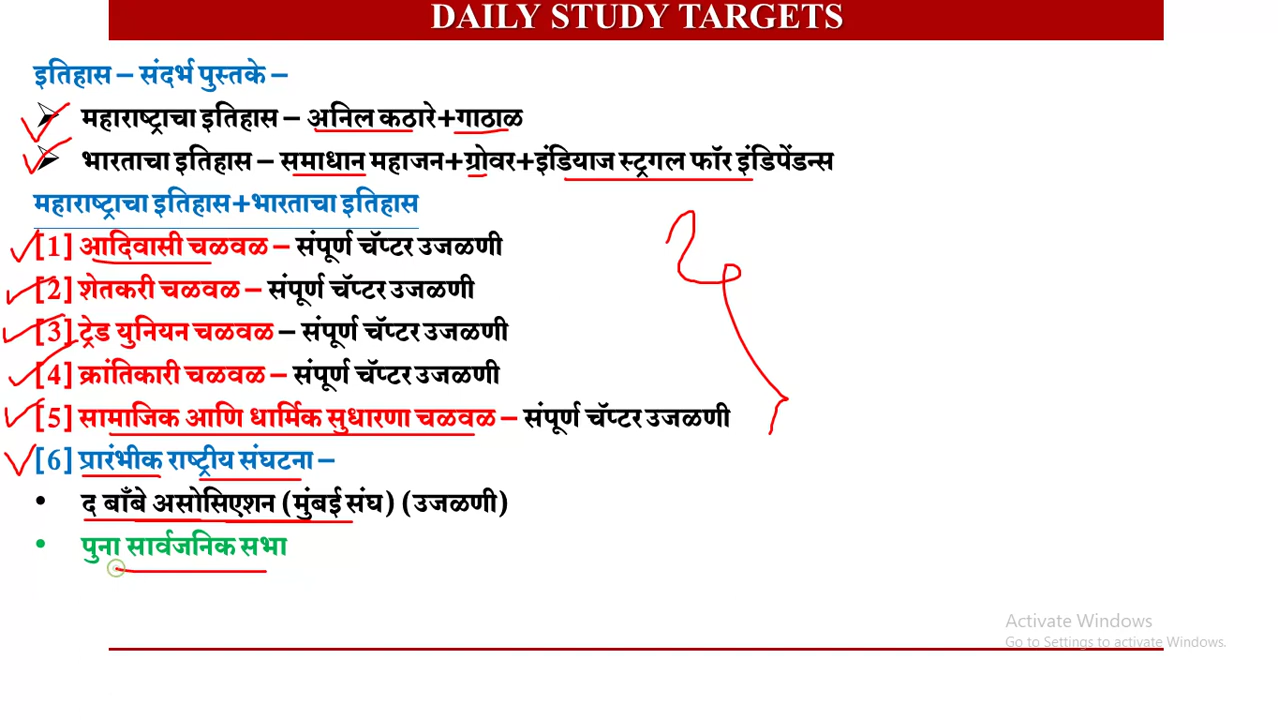 DAILY STUDY TARGETS
इतिहास – संदर्भ पुस्तके –
➢ महाराष्ट्राचा इतिहास – अनिल कठारे+गाठाळ
➢ भारताचा इतिहास – समाधान महाजन+ग्रोवर+इंडियाज स्ट्रगल फॉर इंडिपेंडन्स
महाराष्ट्राचा इतिहास+भारताचा इतिहास
[1] आदिवासी चळवळ – संपूर्ण चॅप्टर उजळणी
[2] शेतकरी चळवळ – संपूर्ण चॅप्टर उजळणी
[3] ट्रेड युनियन चळवळ – संपूर्ण चॅप्टर उजळणी
[4] क्रांतिकारी चळवळ – संपूर्ण चॅप्टर उजळणी
[5] सामाजिक आणि धार्मिक सुधारणा चळवळ – संपूर्ण चॅप्टर उजळणी
[6] प्रारंभीक राष्ट्रीय संघटना –
• द बाँबे असोसिएशन (मुंबई संघ) (उजळणी)
• पुना सार्वजनिक सभा
Activate Windows
Go to Settings to activate Windows.